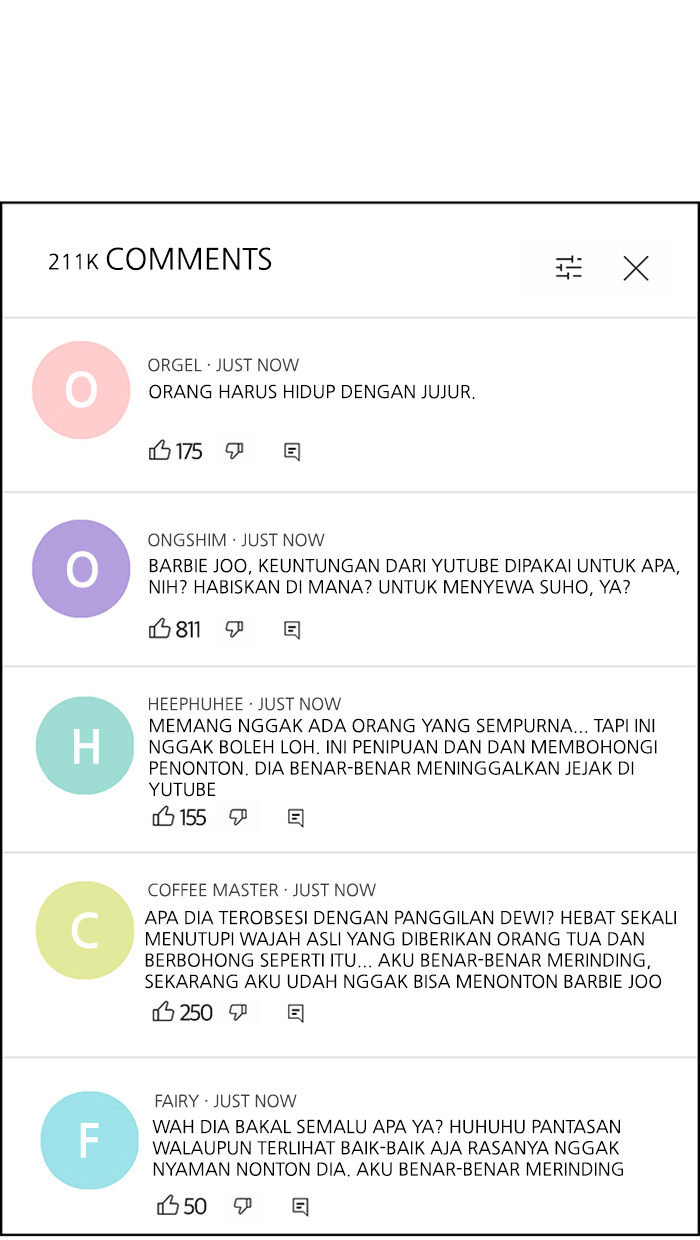 211K COMMENTS
O
ORGEL · JUST NOW
ORANG HARUS HIDUP DENGAN JUJUR.
175
O
ONGSHIM · JUST NOW
BARBIE JOO, KEUNTUNGAN DARI YUTUBE DIPAKAI UNTUK APA,
NIH? HABISKAN DI MANA? UNTUK MENYEWA SUHO, YA?
811
H
HEEPHUHEE · JUST NOW
MEMANG NGGAK ADA ORANG YANG SEMPURNA... TAPI INI
NGGAK BOLEH LOH. INI PENIPUAN DAN DAN MEMBOHONGI
PENONTON. DIA BENAR-BENAR MENINGGALKAN JEJAK DI
YUTUBE
155
C
COFFEE MASTER · JUST NOW
APA DIA TEROBSESI DENGAN PANGGILAN DEWI? HEBAT SEKALI
MENUTUPI WAJAH ASLI YANG DIBERIKAN ORANG TUA DAN
BERBOHONG SEPERTI ITU... AKU BENAR-BENAR MERINDING,
SEKARANG AKU UDAH NGGAK BISA MENONTON BARBIE JOO
250
F
FAIRY · JUST NOW
WAH DIA BAKAL SEMALU APA YA? HUHUHU PANTASAN
WALAUPUN TERLIHAT BAIK-BAIK AJA RASANYA NGGAK
NYAMAN NONTON DIA. AKU BENAR-BENAR MERINDING
50